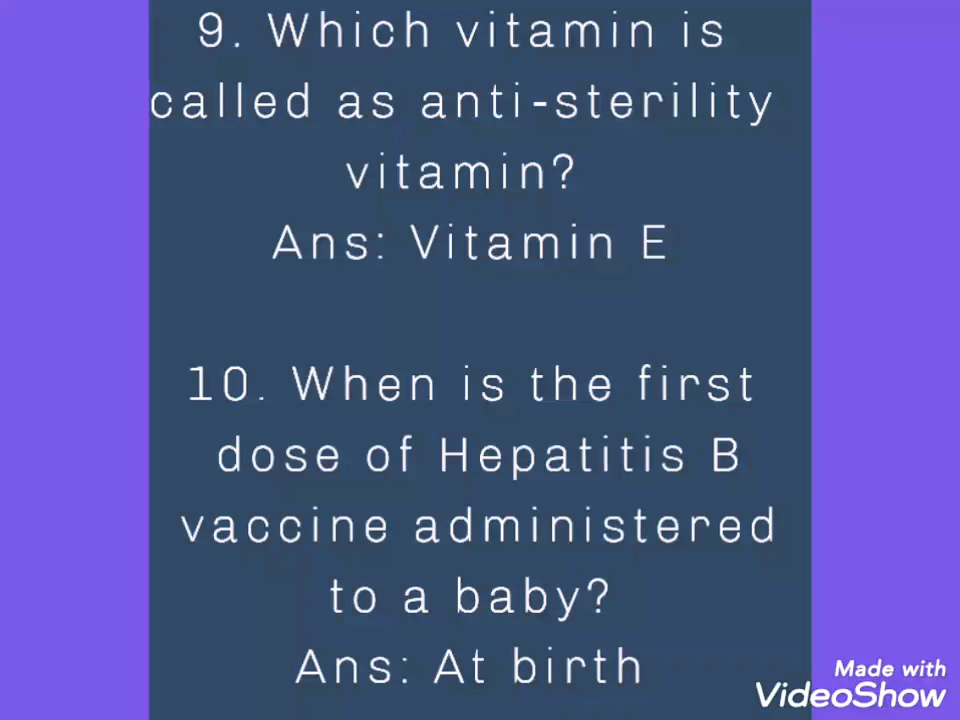 9. Which vitamin is
called as anti-sterility
vitamin?
Ans: Vitamin E
10. When is the first
dose of Hepatitis B
vaccine administered
to a baby?
Ans: At birth
Made with
VideoShow